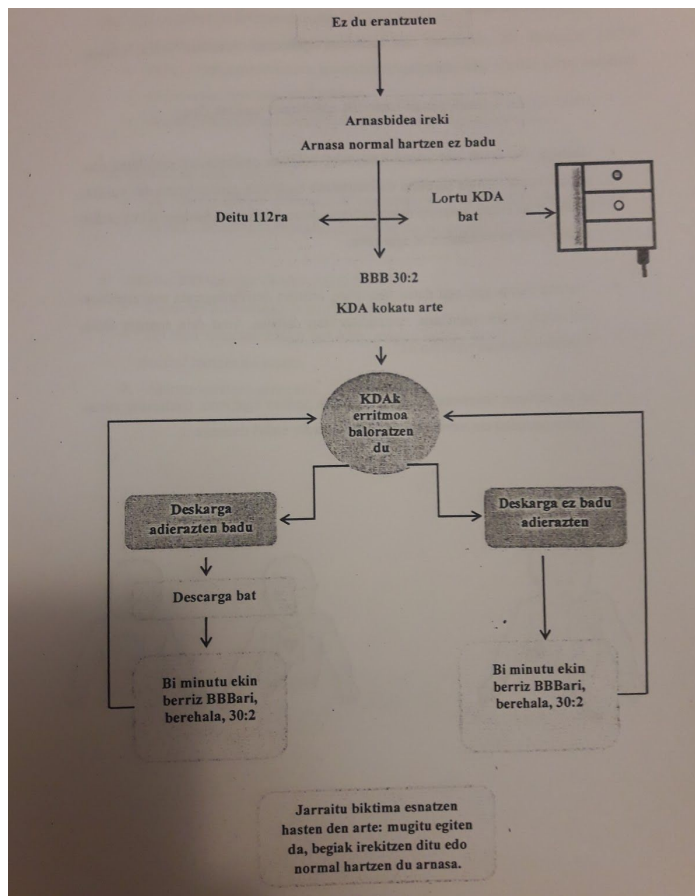 Ez du erantzuten
Arnasbidea ireki
Arnasa normal hartzen ez badu
Deitu 112ra
Lortu KDA
bat
BBB 30:2
KDA kokatu arte
KDAk
erritmoa
baloratzen
du
Deskarga
adierazten badu
Deskarga ez badu
adierazten
Descarga bat
Bi minutu ekin
berriz BBBari,
berehala, 30:2
Bi minutu ekin
berriz BBBari,
berehala, 30:2
Jarraitu biktima esnatzen
hasten den arte: mugitu egiten
da, begiak irekitzen ditu edo
normal hartzen du arnasa.